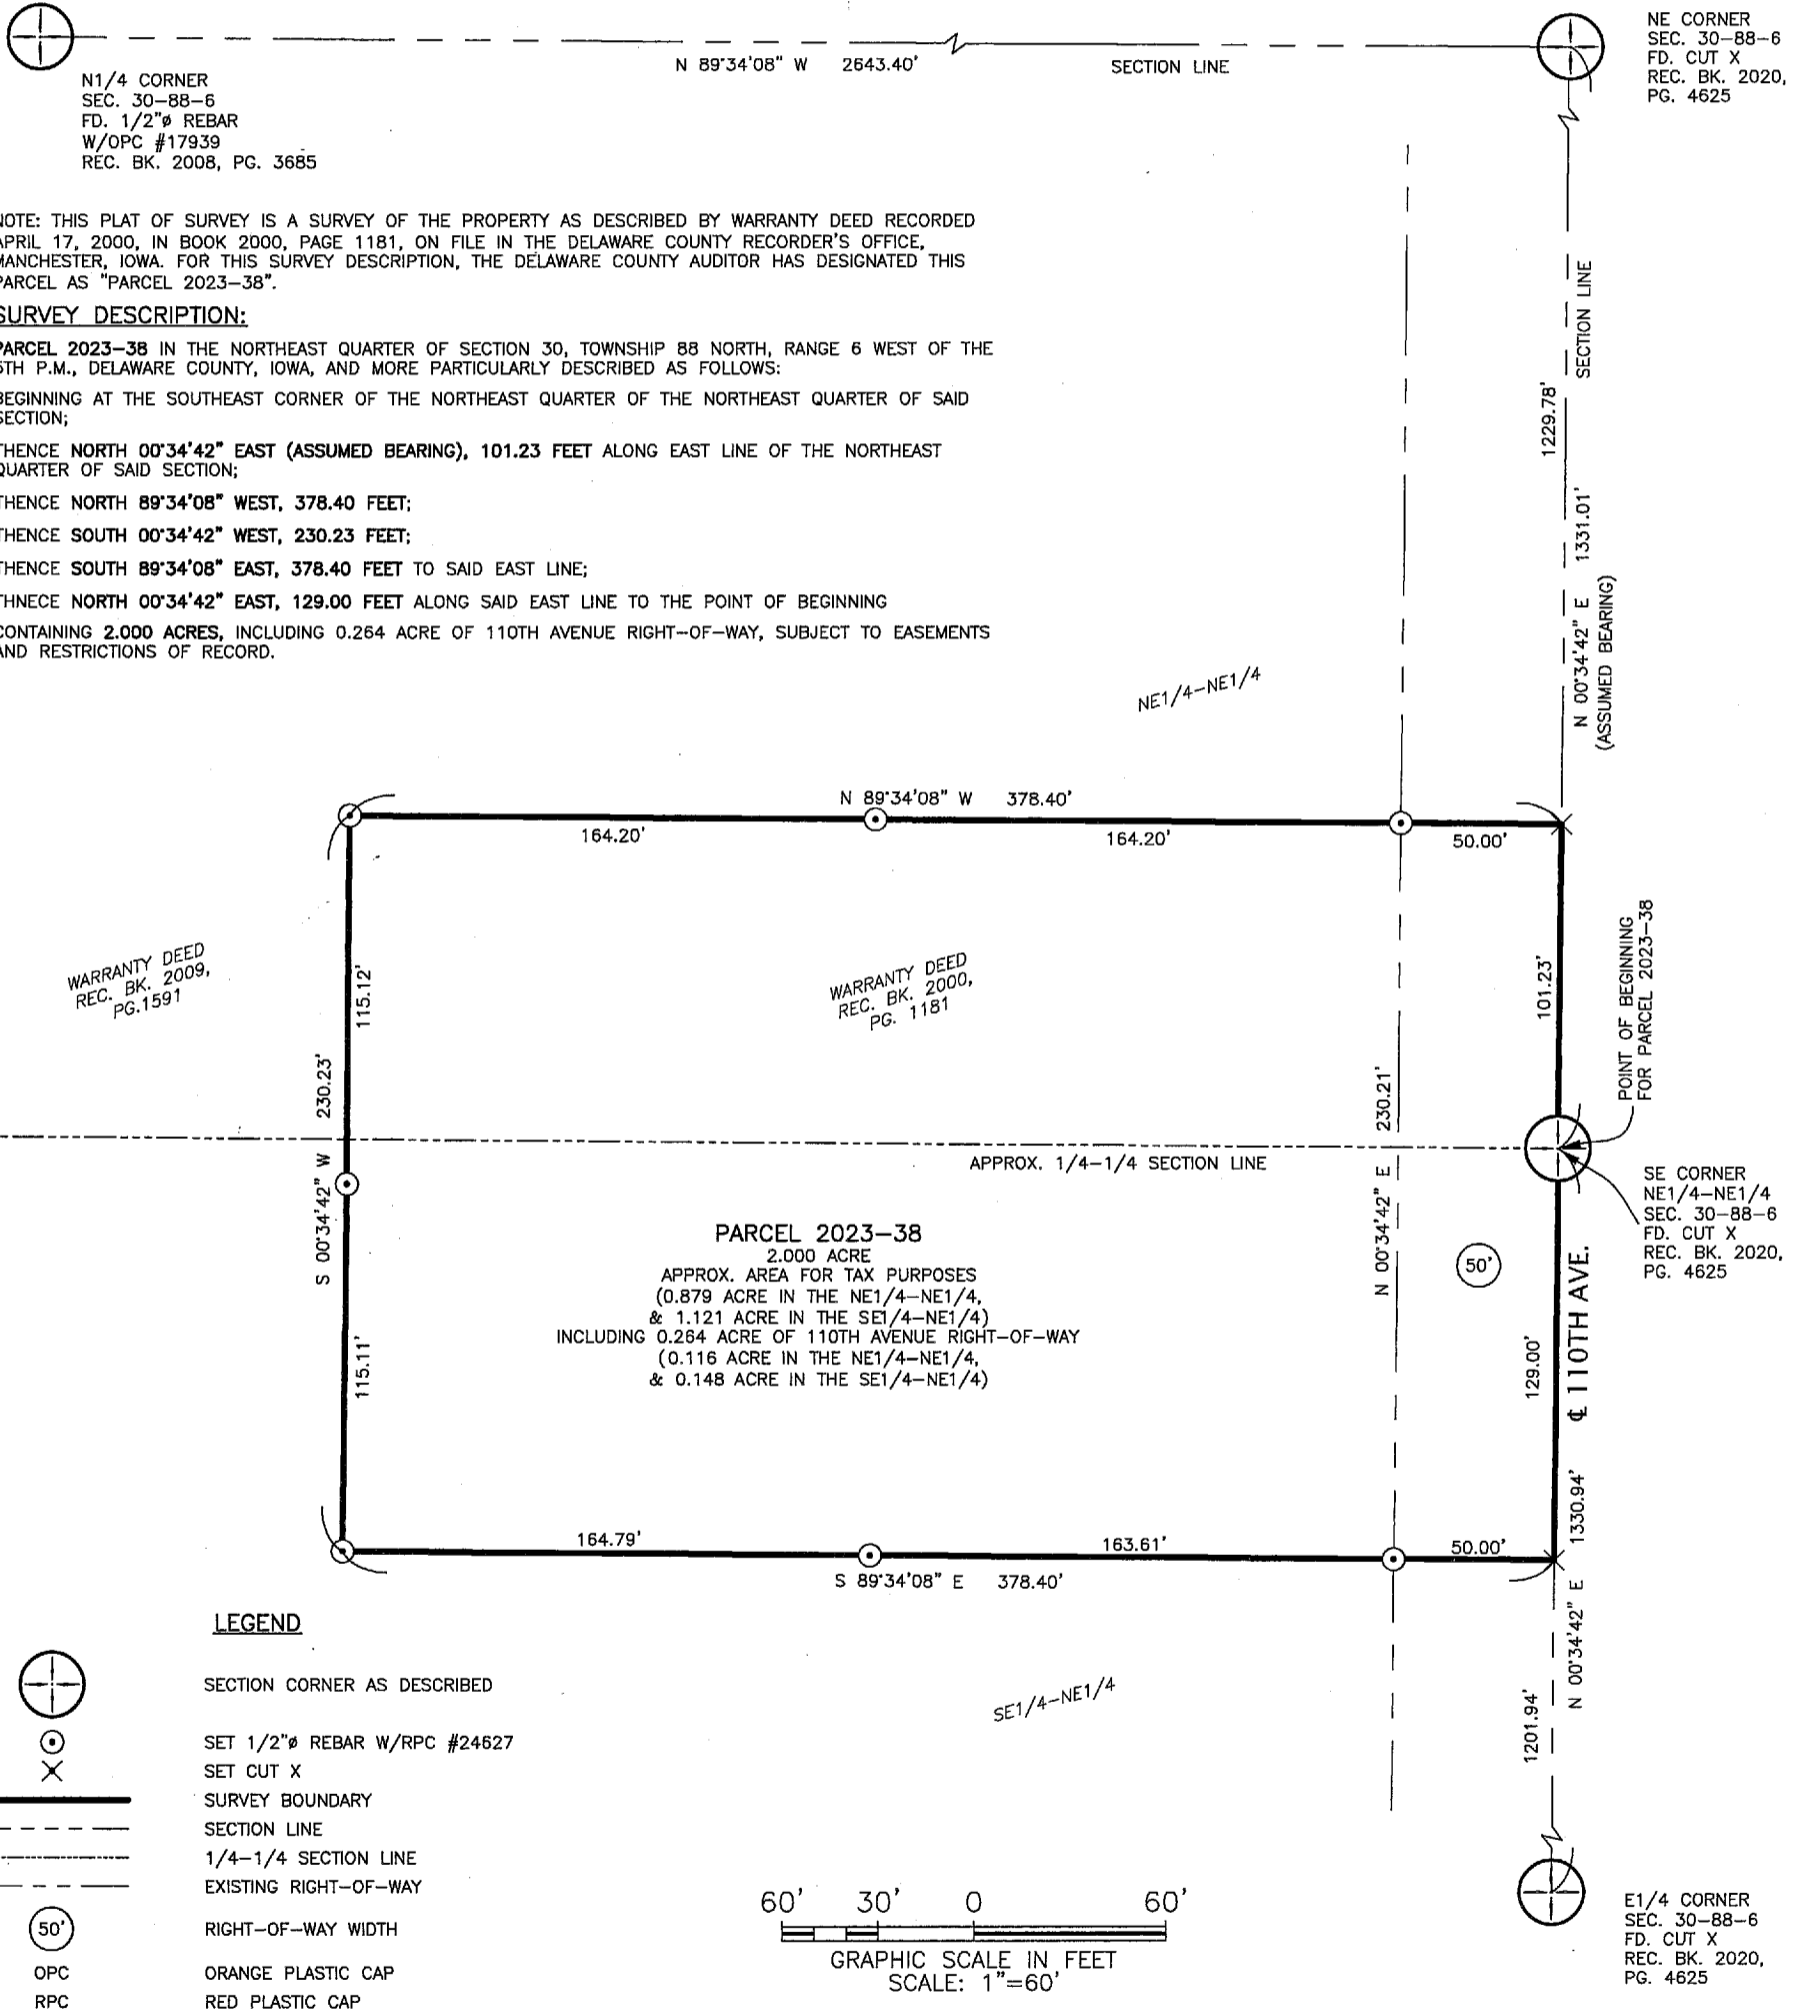 NE CORNER
SEC. 30-88-6
FD. CUT X
REC. BK. 2020,
PG. 4625
N 89°34'08" W 2643.40'
SECTION LINE
N1/4 CORNER
SEC. 30-88-6
FD. 1/2"ø REBAR
W/OPC #17939
REC. BK. 2008, PG. 3685
NOTE: THIS PLAT OF SURVEY IS A SURVEY OF THE PROPERTY AS DESCRIBED BY WARRANTY DEED RECORDED
APRIL 17, 2000, IN BOOK 2000, PAGE 1181, ON FILE IN THE DELAWARE COUNTY RECORDER'S OFFICE,
MANCHESTER, IOWA. FOR THIS SURVEY DESCRIPTION, THE DELAWARE COUNTY AUDITOR HAS DESIGNATED THIS
PARCEL AS "PARCEL 2023-38".
SURVEY DESCRIPTION:
PARCEL 2023-38 IN THE NORTHEAST QUARTER OF SECTION 30, TOWNSHIP 88 NORTH, RANGE 6 WEST OF THE
5TH P.M., DELAWARE COUNTY, IOWA, AND MORE PARTICULARLY DESCRIBED AS FOLLOWS:
BEGINNING AT THE SOUTHEAST CORNER OF THE NORTHEAST QUARTER OF THE NORTHEAST QUARTER OF SAID
SECTION;
THENCE NORTH 00°34'42" EAST (ASSUMED BEARING), 101.23 FEET ALONG EAST LINE OF THE NORTHEAST
QUARTER OF SAID SECTION;
THENCE NORTH 89°34'08" WEST, 378.40 FEET;
THENCE SOUTH 00°34'42" WEST, 230.23 FEET;
THENCE SOUTH 89°34'08" EAST, 378.40 FEET TO SAID EAST LINE;
THNECE NORTH 00°34'42" EAST, 129.00 FEET ALONG SAID EAST LINE TO THE POINT OF BEGINNING
CONTAINING 2.000 ACRES, INCLUDING 0.264 ACRE OF 110TH AVENUE RIGHT-OF-WAY, SUBJECT TO EASEMENTS
AND RESTRICTIONS OF RECORD.
SECTION LINE
1229.78'
N 00°34'42" E 1331.01'
(ASSUMED BEARING)
NE1/4-NE1/4
N 89°34'08" W 378.40'
164.20'
164.20'
50.00'
WARRANTY DEED
REC. BK. 2009,
PG.1591
115.12'
WARRANTY DEED
REC. BK. 2000,
PG. 1181
101.23'
POINT OF BEGINNING
FOR PARCEL 2023-38
S 00°34'42" W 230.23'
N 00°34'42" E 230.21'
APPROX. 1/4-1/4 SECTION LINE
SE CORNER
NE1/4-NE1/4
SEC. 30-88-6
FD. CUT X
REC. BK. 2020,
PG. 4625
PARCEL 2023-38
2.000 ACRE
APPROX. AREA FOR TAX PURPOSES
(0.879 ACRE IN THE NE1/4-NE1/4,
& 1.121 ACRE IN THE SE1/4-NE1/4)
INCLUDING 0.264 ACRE OF 110TH AVENUE RIGHT-OF-WAY
(0.116 ACRE IN THE NE1/4-NE1/4,
& 0.148 ACRE IN THE SE1/4-NE1/4)
50'
115.11'
129.00'
℄ 110TH AVE.
164.79'
163.61'
50.00'
S 89°34'08" E 378.40'
N 00°34'42" E 1330.94'
1201.94'
SE1/4-NE1/4
LEGEND
SECTION CORNER AS DESCRIBED
SET 1/2"ø REBAR W/RPC #24627
SET CUT X
SURVEY BOUNDARY
SECTION LINE
1/4-1/4 SECTION LINE
EXISTING RIGHT-OF-WAY
50' RIGHT-OF-WAY WIDTH
OPC ORANGE PLASTIC CAP
RPC RED PLASTIC CAP
60' 30' 0 60'
GRAPHIC SCALE IN FEET
SCALE: 1"=60'
E1/4 CORNER
SEC. 30-88-6
FD. CUT X
REC. BK. 2020,
PG. 4625